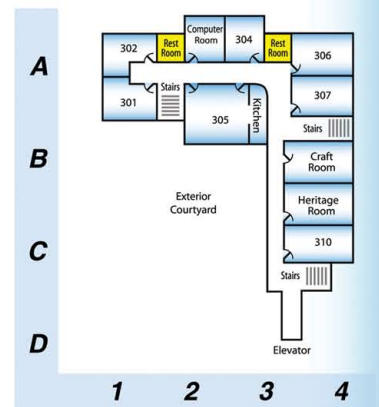 302
Rest
Room
Computer
Room
304
Rest
Room
306
A
301
Stairs
305
Kitchen
307
Stairs
B
Craft
Room
Exterior
Courtyard
Heritage
Room
C
310
Stairs
D
Elevator
1
2
3
4